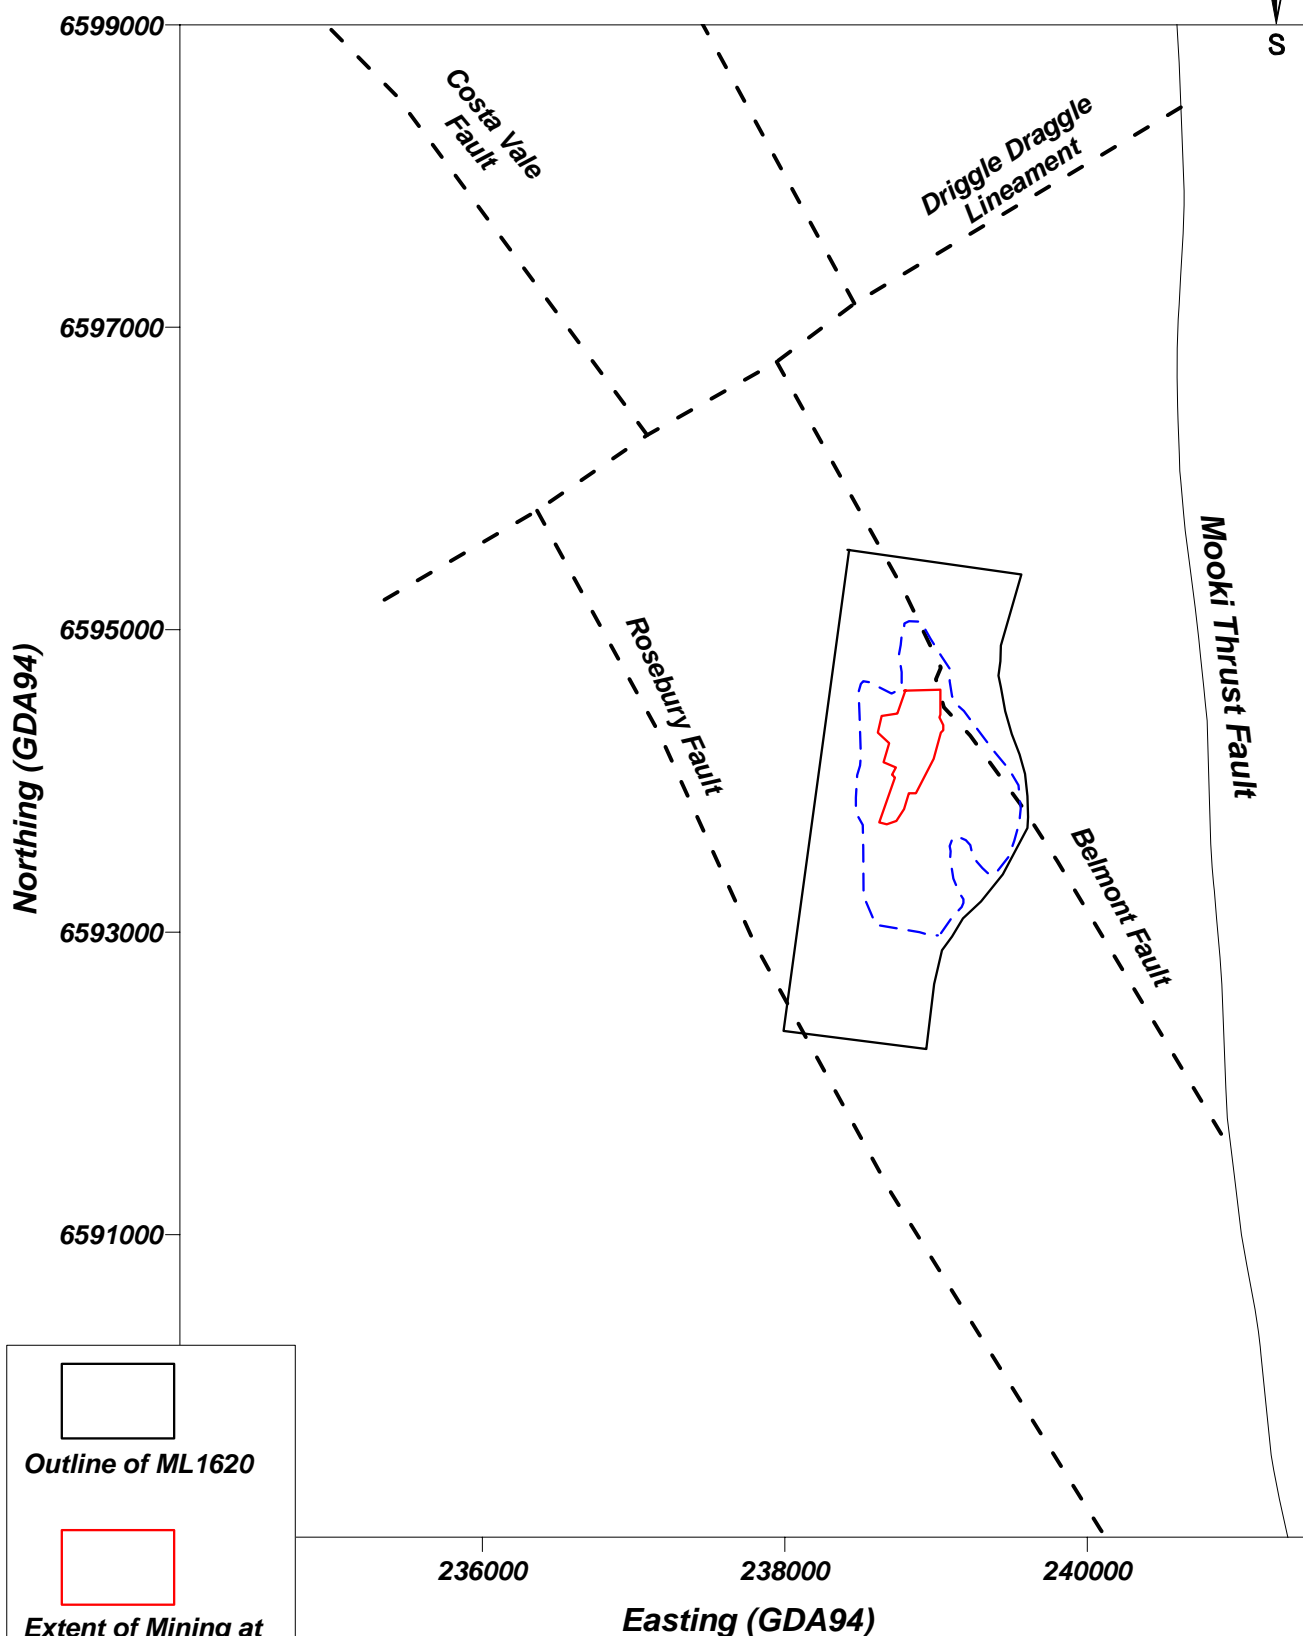 S
6599000
Costa Vale
Fault
Driggle Draggle
Lineament
6597000
Mooki Thrust Fault
6595000
Rosebury Fault
Northing (GDA94)
Belmont Fault
6593000
6591000
Outline of ML1620
236000
238000
240000
Easting (GDA94)
Extent of Mining at